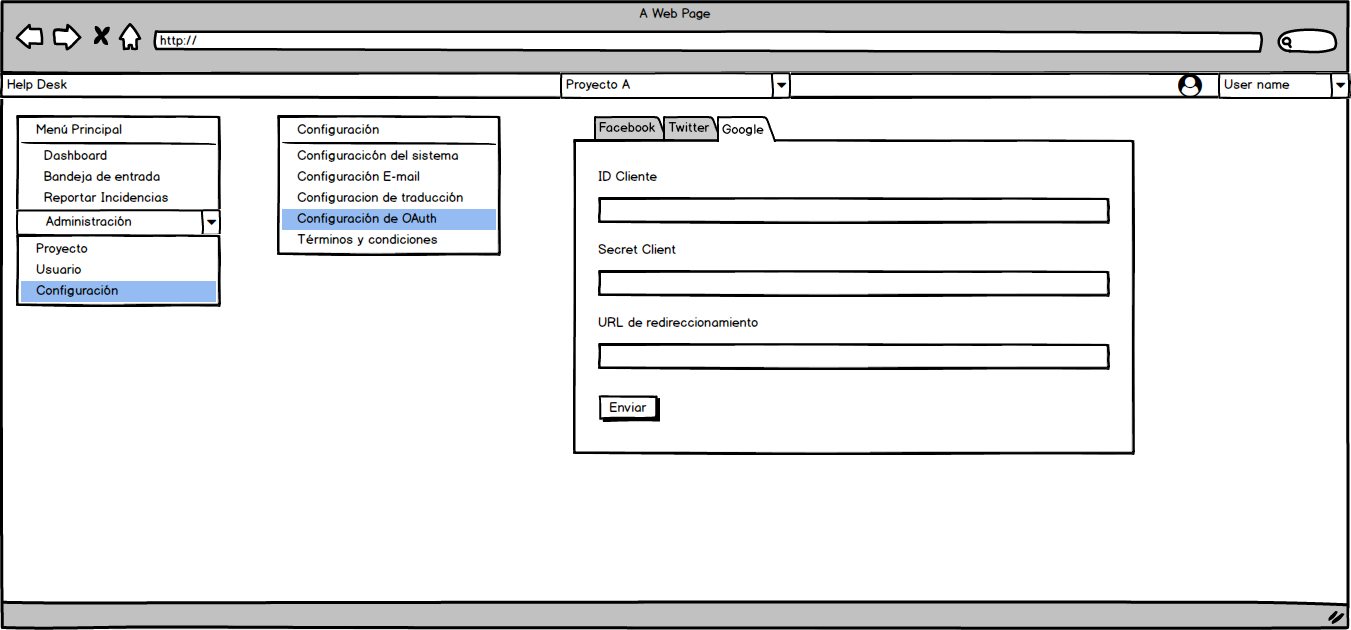 A Web Page
http://
Help Desk
Proyecto A
User name
Menú Principal
Dashboard
Bandeja de entrada
Reportar Incidencias
Administración
Proyecto
Usuario
Configuración
Configuración
Configuracicón del sistema
Configuración E-mail
Configuracion de traducción
Configuración de OAuth
Términos y condiciones
Facebook
Twitter
Google
ID Cliente
Secret Client
URL de redireccionamiento
Enviar